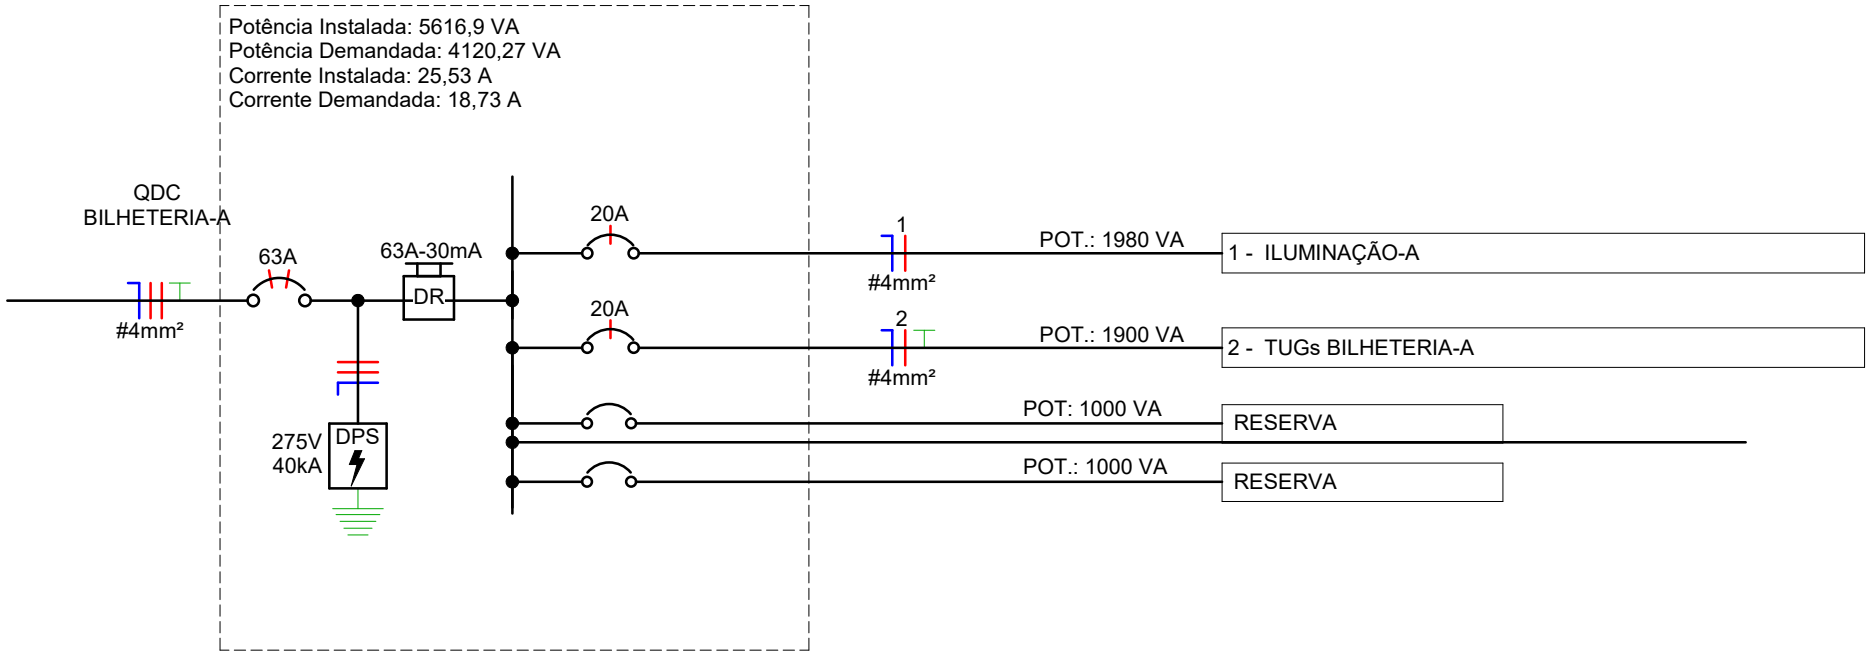 Potência Instalada: 5616,9 VA
Potência Demandada: 4120,27 VA
Corrente Instalada: 25,53 A
Corrente Demandada: 18,73 A
QDC
BILHETERIA-A
#4mm²
63A
63A-30mA
DR
275V
40kA
DPS
20A
1
#4mm²
POT.: 1980 VA
1 - ILUMINAÇÃO-A
20A
2
#4mm²
POT.: 1900 VA
2 - TUGs BILHETERIA-A
POT: 1000 VA
RESERVA
POT.: 1000 VA
RESERVA